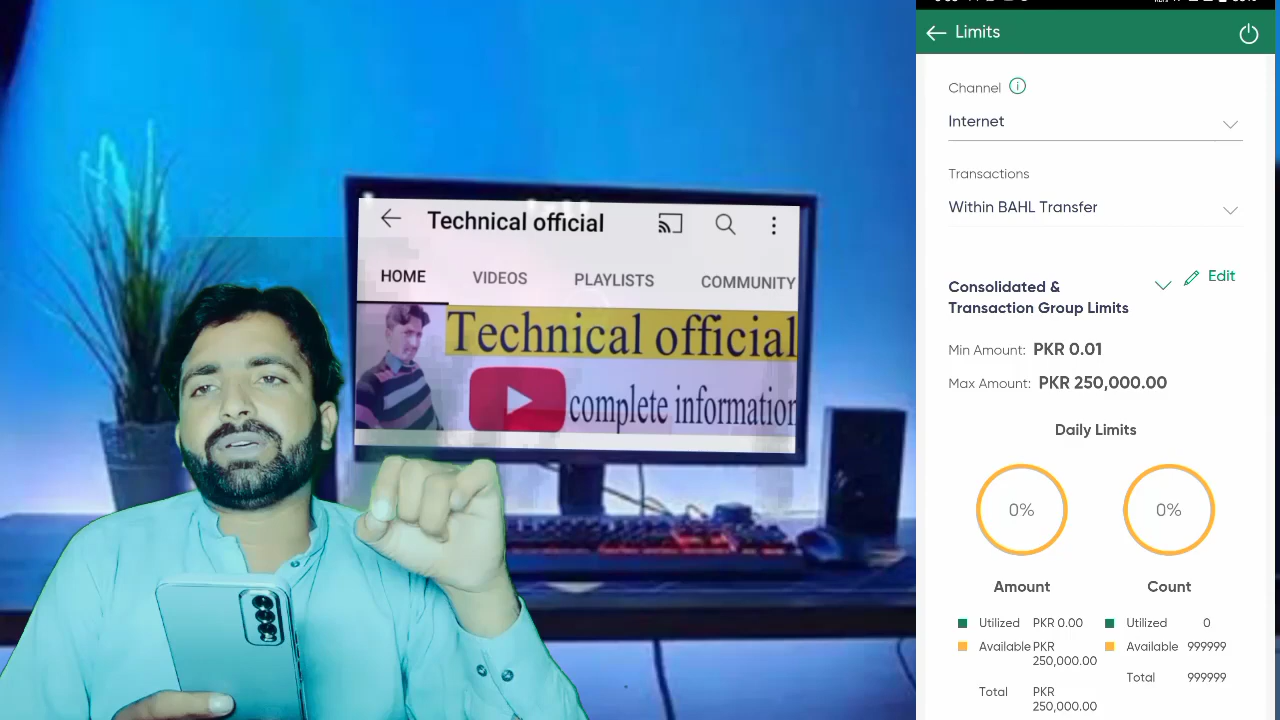 Technical official
HOME VIDEOS PLAYLISTS COMMUNITY
Technical official
complete information
Limits
Channel
Internet
Transactions
Within BAHL Transfer
Consolidated &
Transaction Group Limits
Edit
Min Amount: PKR 0.01
Max Amount: PKR 250,000.00
Daily Limits
0% 0%
Amount Count
Utilized PKR 0.00 Utilized 0
Available PKR 250,000.00 Available 999999
Total PKR 250,000.00 Total 999999